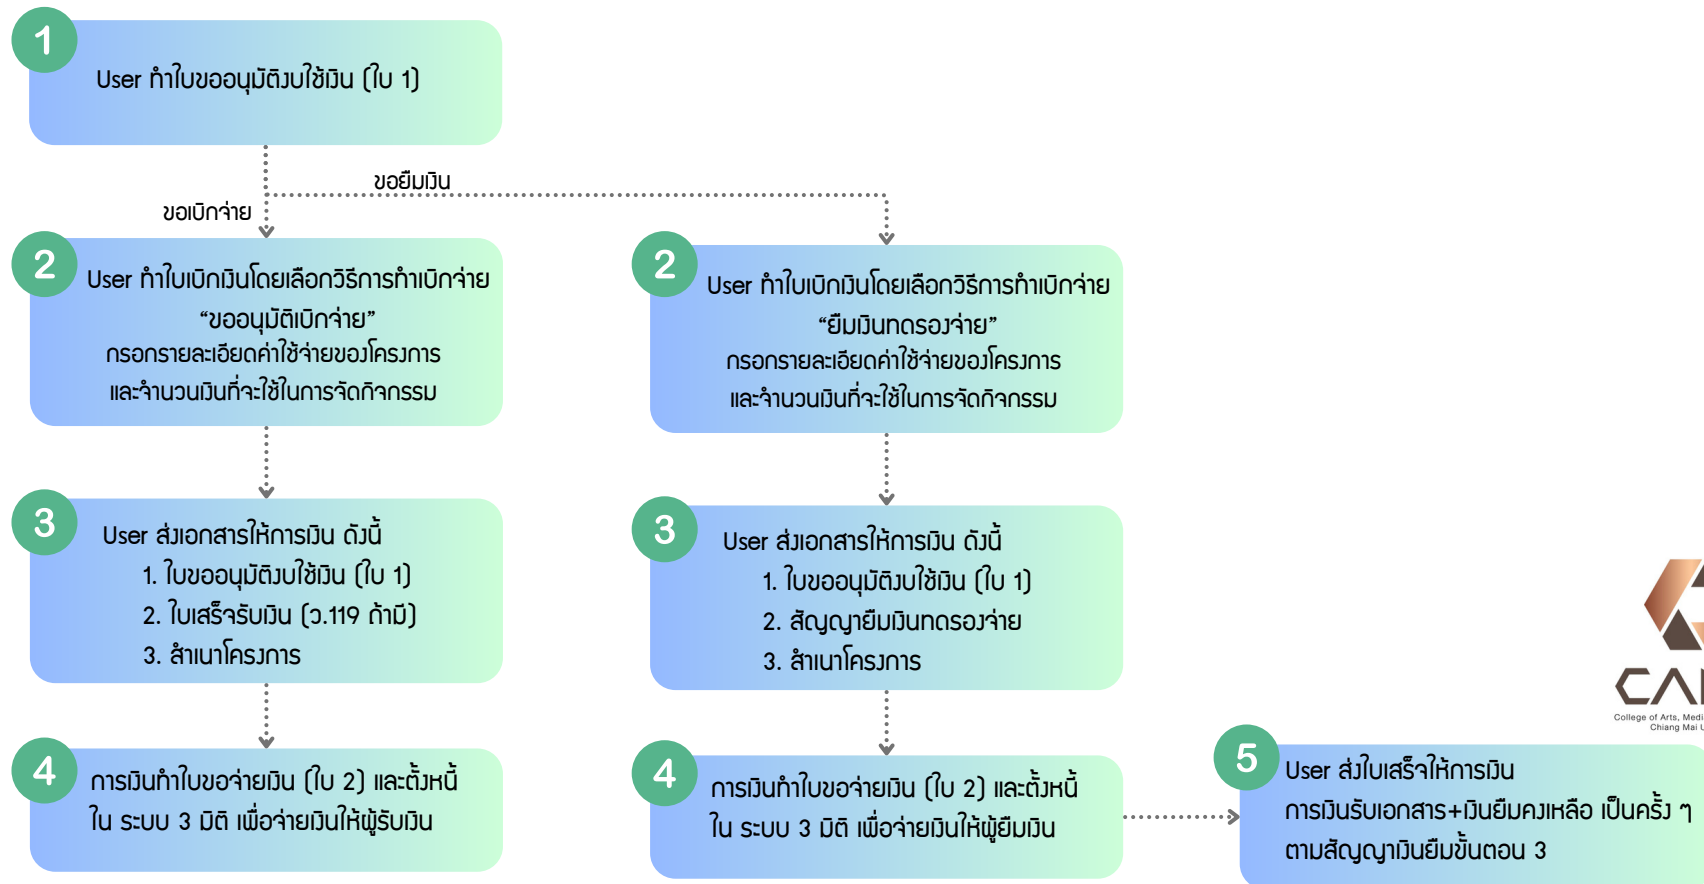 1
User ทำใบขออนุมัติงบใช้เงิน (ใบ 1)
ขอยืมเงิน
ขอเบิกจ่าย
2
User ทำใบเบิกเงินโดยเลือกวิธีการทำเบิกจ่าย
“ขออนุมัติเบิกจ่าย”
กรอกรายละเอียดค่าใช้จ่ายของโครงการ
และจำนวนเงินที่จะใช้ในการจัดกิจกรรม
2
User ทำใบเบิกเงินโดยเลือกวิธีการทำเบิกจ่าย
“ยืมเงินทดรองจ่าย”
กรอกรายละเอียดค่าใช้จ่ายของโครงการ
และจำนวนเงินที่จะใช้ในการจัดกิจกรรม
3
User ส่งเอกสารให้การเงิน ดังนี้
1. ใบขออนุมัติงบใช้เงิน (ใบ 1)
2. ใบเสร็จรับเงิน (ว.119 ถ้ามี)
3. สำเนาโครงการ
3
User ส่งเอกสารให้การเงิน ดังนี้
1. ใบขออนุมัติงบใช้เงิน (ใบ 1)
2. สัญญายืมเงินทดรองจ่าย
3. สำเนาโครงการ
4
การเงินทำใบขอจ่ายเงิน (ใบ 2) และตั้งหนี้
ใน ระบบ 3 มิติ เพื่อจ่ายเงินให้ผู้รับเงิน
4
การเงินทำใบขอจ่ายเงิน (ใบ 2) และตั้งหนี้
ใน ระบบ 3 มิติ เพื่อจ่ายเงินให้ผู้ยืมเงิน
5
User ส่งใบเสร็จให้การเงิน
การเงินรับเอกสาร+เงินยืมคงเหลือ เป็นครั้ง ๆ
ตามสัญญาเงินยืมขั้นตอน 3
CA
College of Arts, Medi
Chiang Mai U